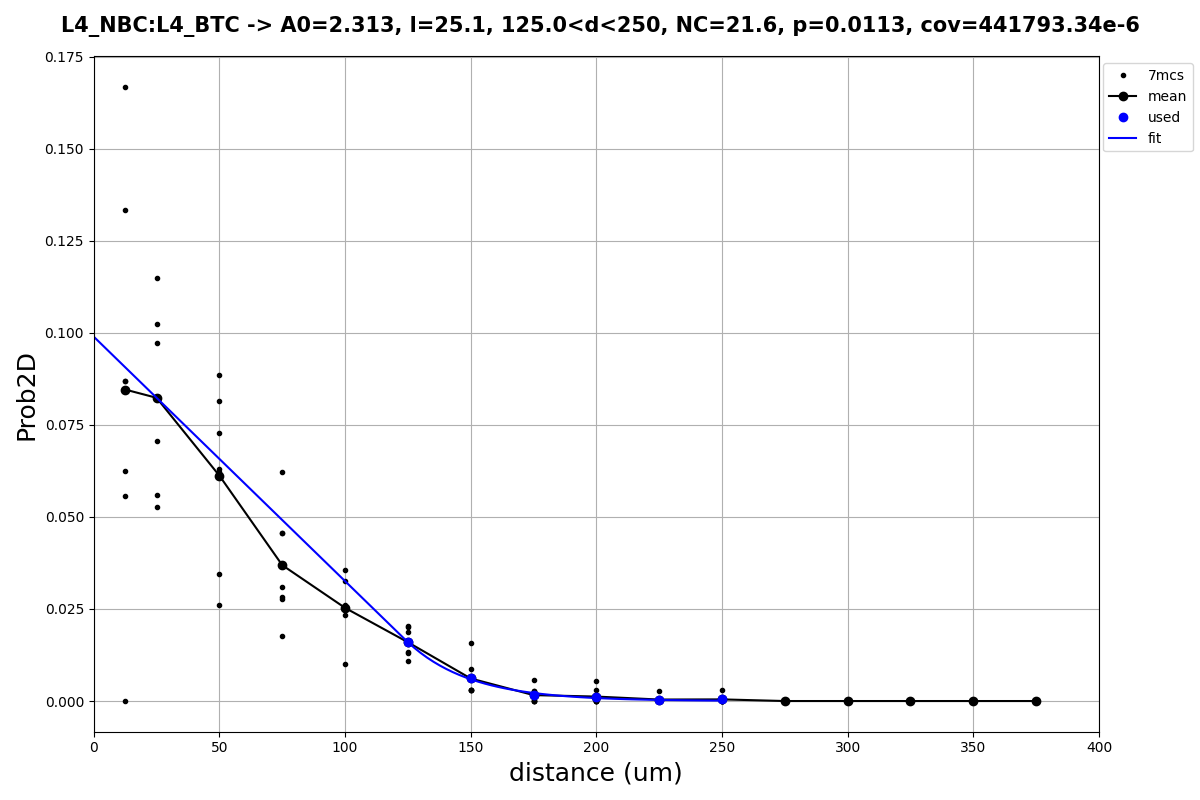 L4_NBC:L4_BTC -> A0=2.313, l=25.1, 125.0<d<250, NC=21.6, p=0.0113, cov=441793.34e-6
7mcs
mean
used
fit
Prob2D
0.175
0.150
0.125
0.100
0.075
0.050
0.025
0.000
0 50 100 150 200 250 300 350 400
distance (um)